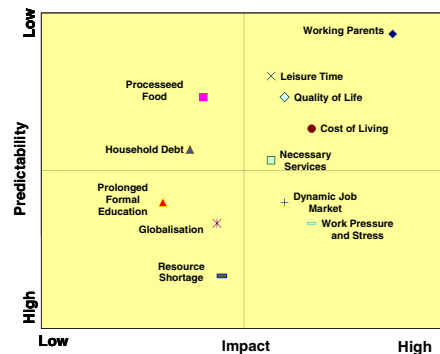 Low
Working Parents
Leisure Time
Processeed
Food
Quality of Life
Cost of Living
Household Debt
Necessary
Services
Predictability
Prolonged
Formal
Education
Dynamic Job
Market
Globalisation
Work Pressure
and Stress
Resource
Shortage
High
Low
Impact
High